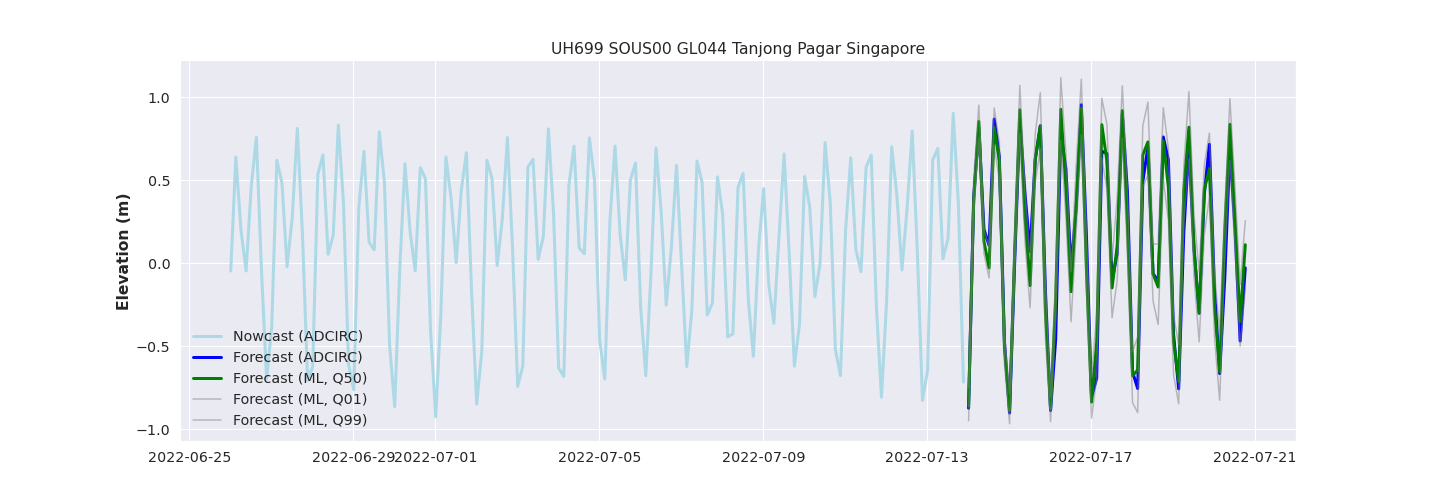 UH699 SOUS00 GL044 Tanjong Pagar Singapore
1.0
0.5
0.0
−0.5
−1.0
Elevation (m)
Nowcast (ADCIRC)
Forecast (ADCIRC)
Forecast (ML, Q50)
Forecast (ML, Q01)
Forecast (ML, Q99)
2022-06-25 2022-06-29 2022-07-01 2022-07-05 2022-07-09 2022-07-13 2022-07-17 2022-07-21